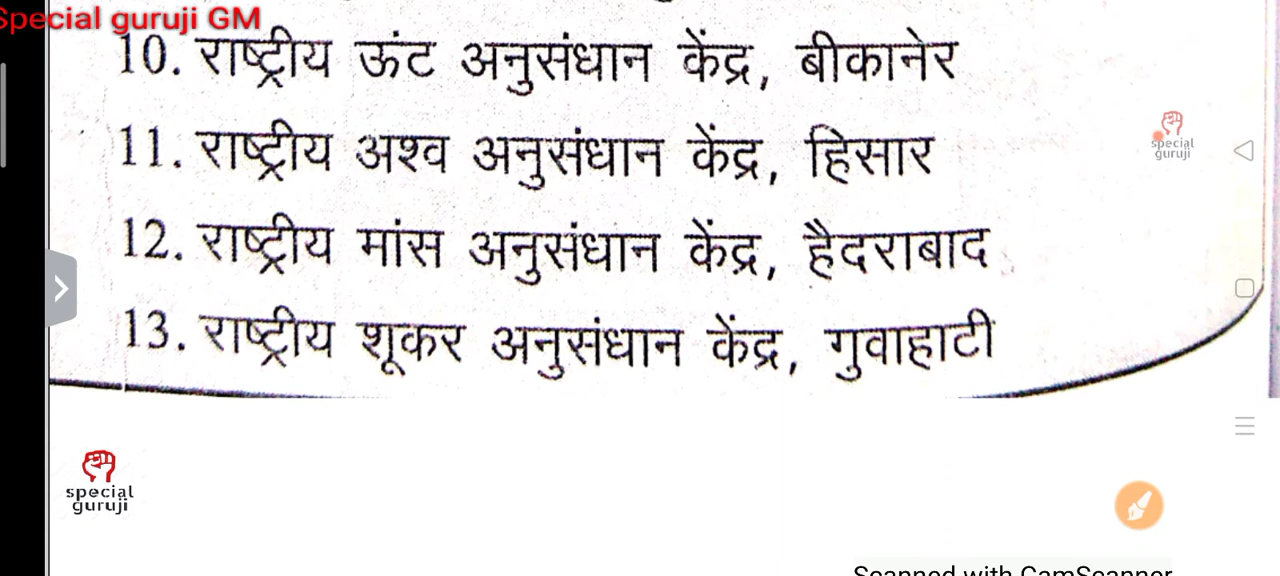 Special guruji GM
10. राष्ट्रीय ऊंट अनुसंधान केंद्र, बीकानेर
11. राष्ट्रीय अश्व अनुसंधान केंद्र, हिसार
special
guruji
12. राष्ट्रीय मांस अनुसंधान केंद्र, हैदराबाद
13. राष्ट्रीय शूकर अनुसंधान केंद्र, गुवाहाटी
special
guruji
Scanned with CamScanner